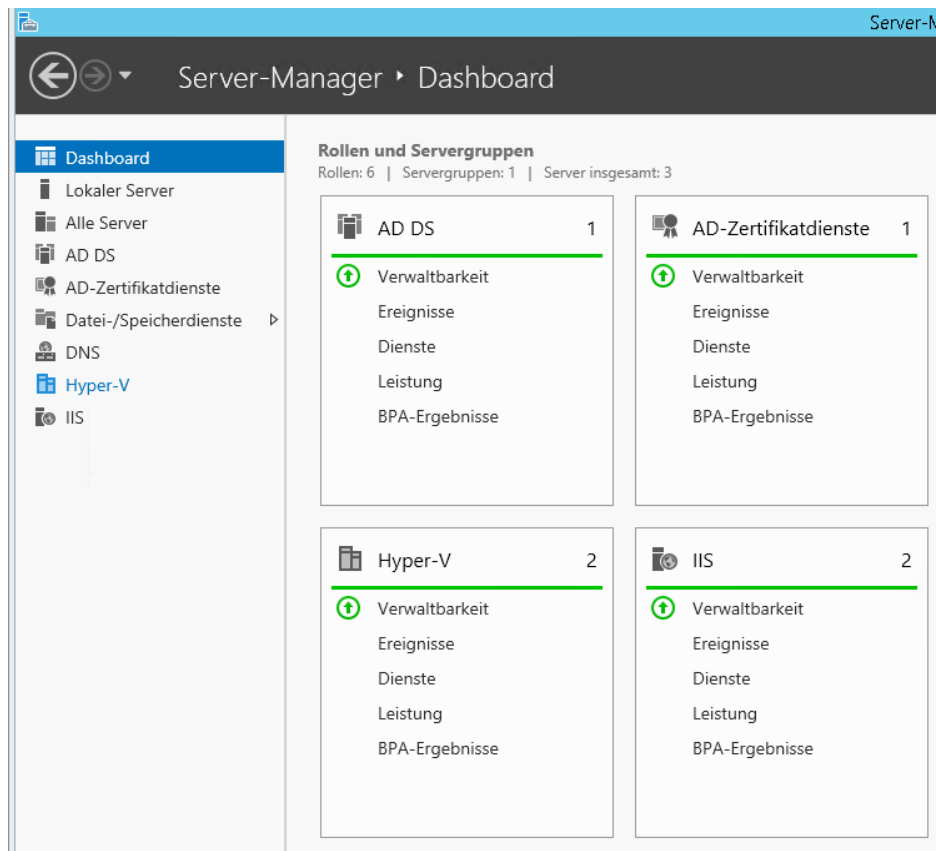 Server-M
Server-Manager • Dashboard
Dashboard
Lokaler Server
Alle Server
AD DS
AD-Zertifikatdienste
Datei-/Speicherdienste
DNS
Hyper-V
IIS
Rollen und Servergruppen
Rollen: 6 | Servergruppen: 1 | Server insgesamt: 3
AD DS 1
Verwaltbarkeit
Ereignisse
Dienste
Leistung
BPA-Ergebnisse
AD-Zertifikatdienste 1
Verwaltbarkeit
Ereignisse
Dienste
Leistung
BPA-Ergebnisse
Hyper-V 2
Verwaltbarkeit
Ereignisse
Dienste
Leistung
BPA-Ergebnisse
IIS 2
Verwaltbarkeit
Ereignisse
Dienste
Leistung
BPA-Ergebnisse